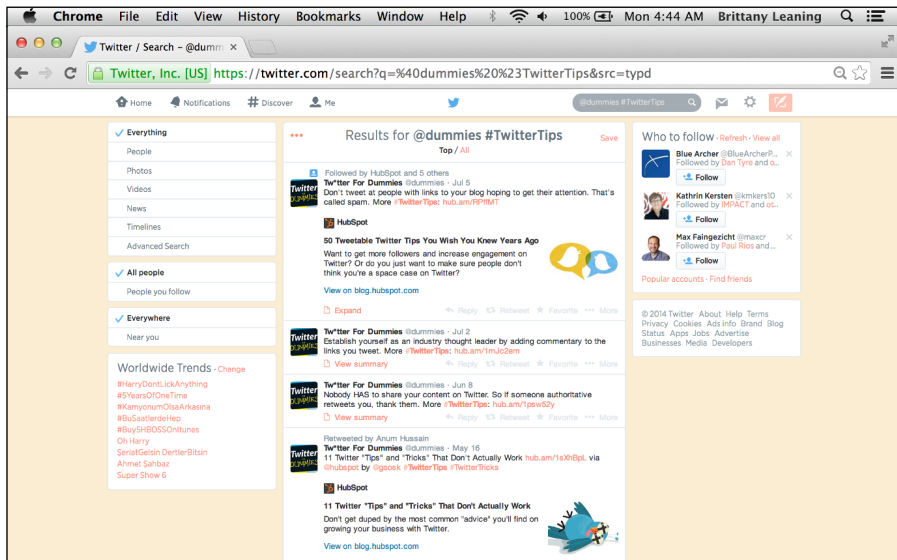 Chrome File Edit View History Bookmarks Window Help 100% Mon 4:44 AM Brittany Leaning
Twitter / Search – @dumm ×
Twitter, Inc. [US] https://twitter.com/search?q=%40dummies%20%23TwitterTips&src=typd
Home Notifications # Discover Me @dummies #TwitterTips
Everything
People
Photos
Videos
News
Timelines
Advanced Search
All people
People you follow
Everywhere
Near you
Worldwide Trends · Change
#HarryDontLickAnything
#5YearsOfOneTime
#KamyonumOlsaArkasına
#BuSaatlerdeHep
#Buy5HBOSSOnItunes
Oh Harry
ŞeriatGelsin DertlerBitsin
Ahmet Şahbaz
Super Show 6
Results for @dummies #TwitterTips Save
Top / All
Followed by HubSpot and 5 others
Tw*tter For Dummies @dummies · Jul 5
Don't tweet at people with links to your blog hoping to get their attention. That's
called spam. More #TwitterTips: hub.am/RPffMT
HubSpot
50 Tweetable Twitter Tips You Wish You Knew Years Ago
Want to get more followers and increase engagement on
Twitter? Or do you just want to make sure people don't
think you're a space case on Twitter?
View on blog.hubspot.com
Expand Reply Retweet Favorite More
Twitter
DUMMIES
Tw*tter For Dummies @dummies · Jul 2
Establish yourself as an industry thought leader by adding commentary to the
links you tweet. More #TwitterTips: hub.am/1mJc2em
View summary Reply Retweet Favorite More
Twitter
DUMMIES
Tw*tter For Dummies @dummies · Jun 8
Nobody HAS to share your content on Twitter. So if someone authoritative
retweets you, thank them. More #TwitterTips: hub.am/1psw52y
View summary Reply Retweet Favorite More
Twitter
DUMMIES
Retweeted by Anum Hussain
Tw*tter For Dummies @dummies · May 16
11 Twitter "Tips" and "Tricks" That Don't Actually Work hub.am/1sXhBpL via
@hubspot by @gsosk #TwitterTips #TwitterTricks
Twitter
DUMMIES
HubSpot
11 Twitter "Tips" and "Tricks" That Don't Actually Work
Don't get duped by the most common "advice" you'll find on
growing your business with Twitter.
View on blog.hubspot.com
Who to follow · Refresh · View all
Blue Archer @BlueArcherP... ×
Followed by Dan Tyre and o...
Follow
Kathrin Kersten @kmkers10 ×
Followed by IMPACT and ot...
Follow
Max Faingezicht @maxcr ×
Followed by Paul Rios and...
Follow
Popular accounts · Find friends
© 2014 Twitter About Help Terms
Privacy Cookies Ads info Brand Blog
Status Apps Jobs Advertise
Businesses Media Developers